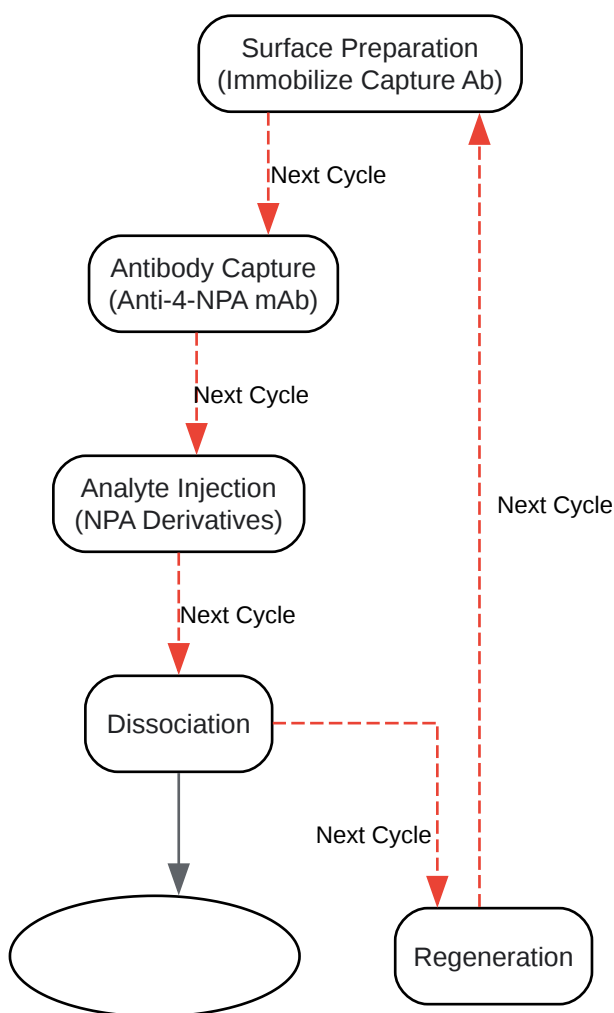 Surface Preparation
(Immobilize Capture Ab)
Next Cycle
Antibody Capture
(Anti-4-NPA mAb)
Next Cycle
Analyte Injection
(NPA Derivatives)
Next Cycle
Next Cycle
Dissociation
Next Cycle
Regeneration